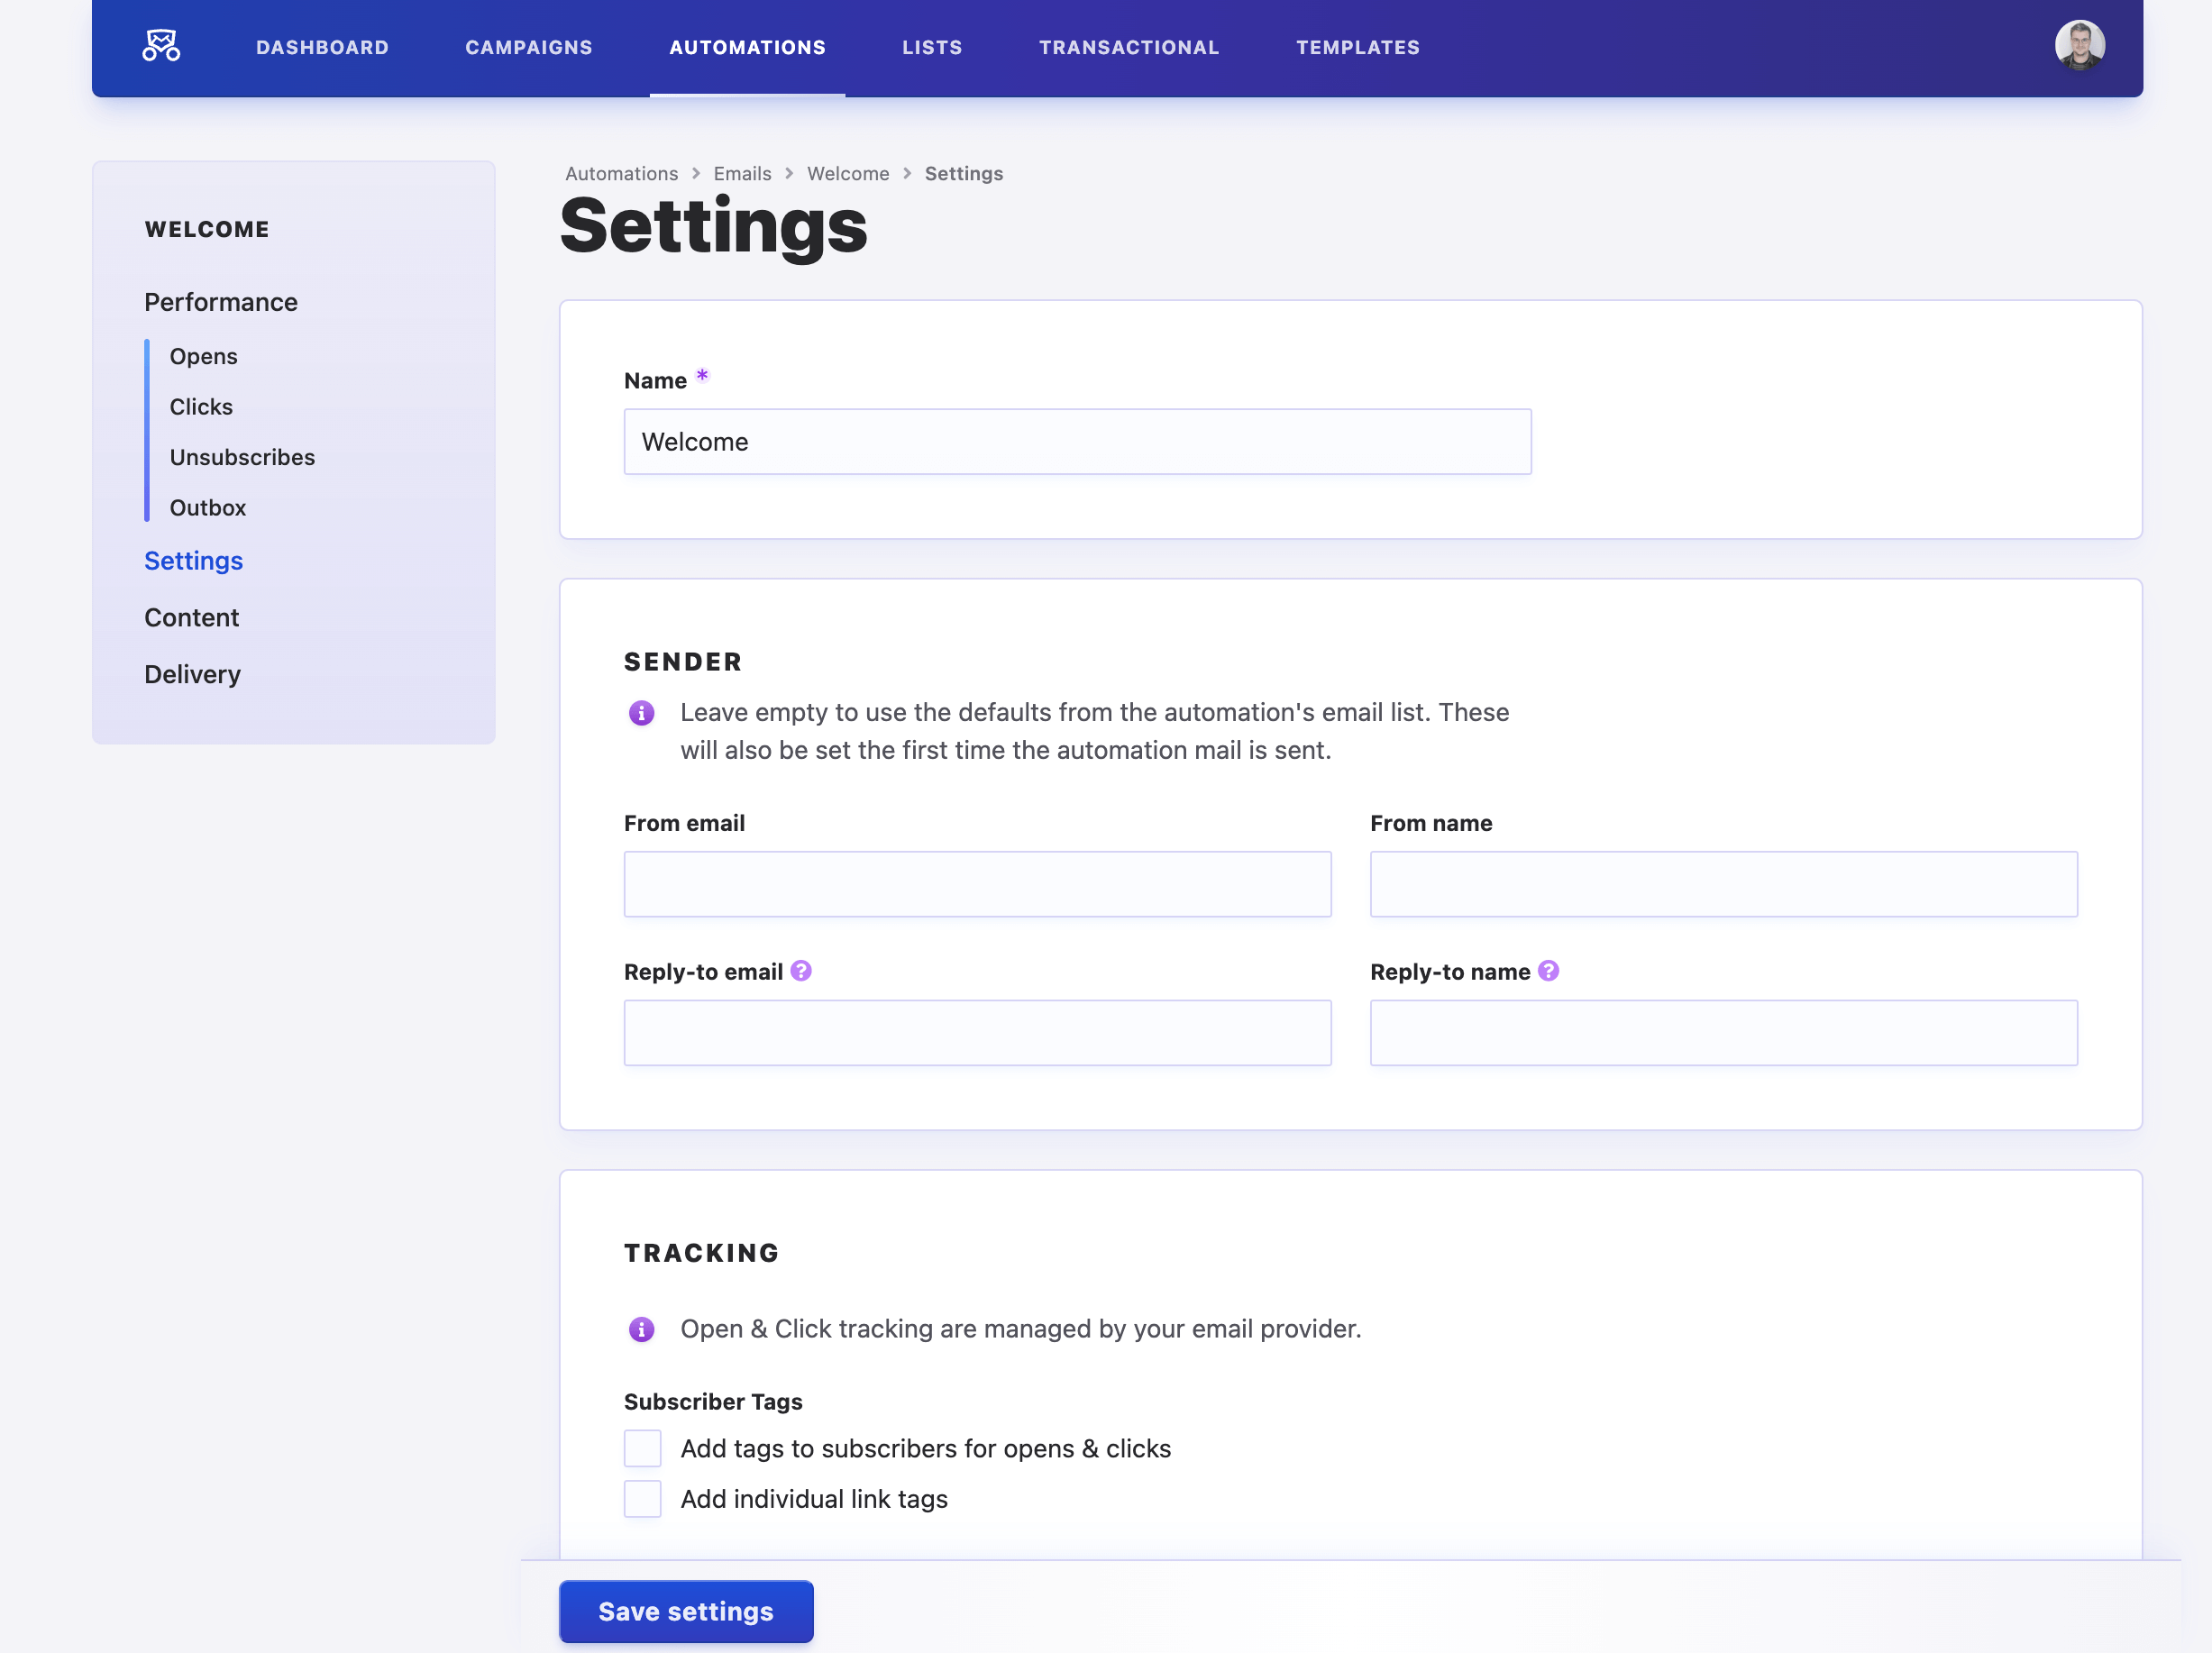 DASHBOARD CAMPAIGNS AUTOMATIONS LISTS TRANSACTIONAL TEMPLATES
WELCOME
Performance
Opens
Clicks
Unsubscribes
Outbox
Settings
Content
Delivery
Automations > Emails > Welcome > Settings
Settings
Name *
Welcome
SENDER
Leave empty to use the defaults from the automation's email list. These
will also be set the first time the automation mail is sent.
From email From name
Reply-to email ? Reply-to name ?
TRACKING
Open & Click tracking are managed by your email provider.
Subscriber Tags
Add tags to subscribers for opens & clicks
Add individual link tags
Save settings